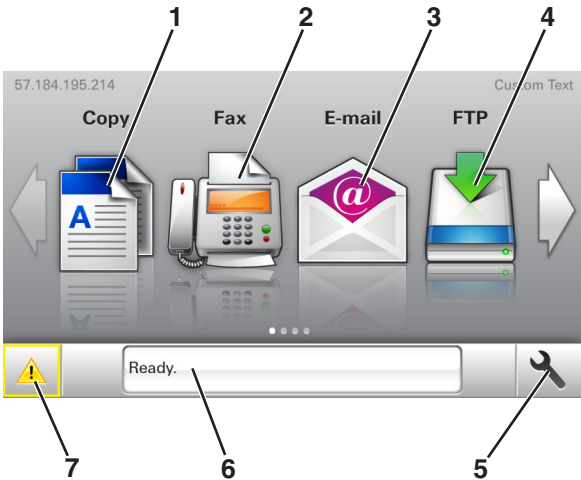 1 2 3 4
57.184.195.214 Custom Text
Copy Fax E-mail FTP
A
@
Ready.
7 6 5